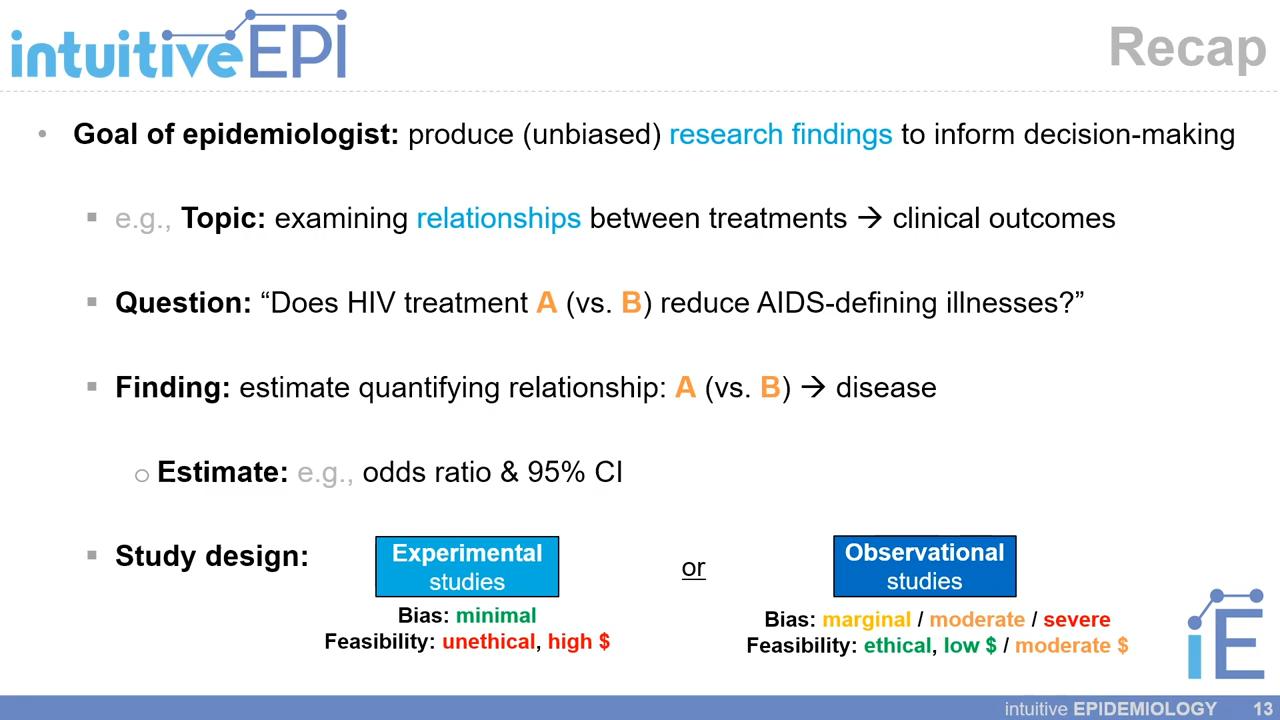 intuitiveEPI
Recap
• Goal of epidemiologist: produce (unbiased) research findings to inform decision-making
▪ e.g., Topic: examining relationships between treatments → clinical outcomes
▪ Question: “Does HIV treatment A (vs. B) reduce AIDS-defining illnesses?”
▪ Finding: estimate quantifying relationship: A (vs. B) → disease
o Estimate: e.g., odds ratio & 95% CI
▪ Study design:
Experimental
studies
Bias: minimal
Feasibility: unethical, high $
or
Observational
studies
Bias: marginal / moderate / severe
Feasibility: ethical, low $ / moderate $
iE
intuitive EPIDEMIOLOGY 13